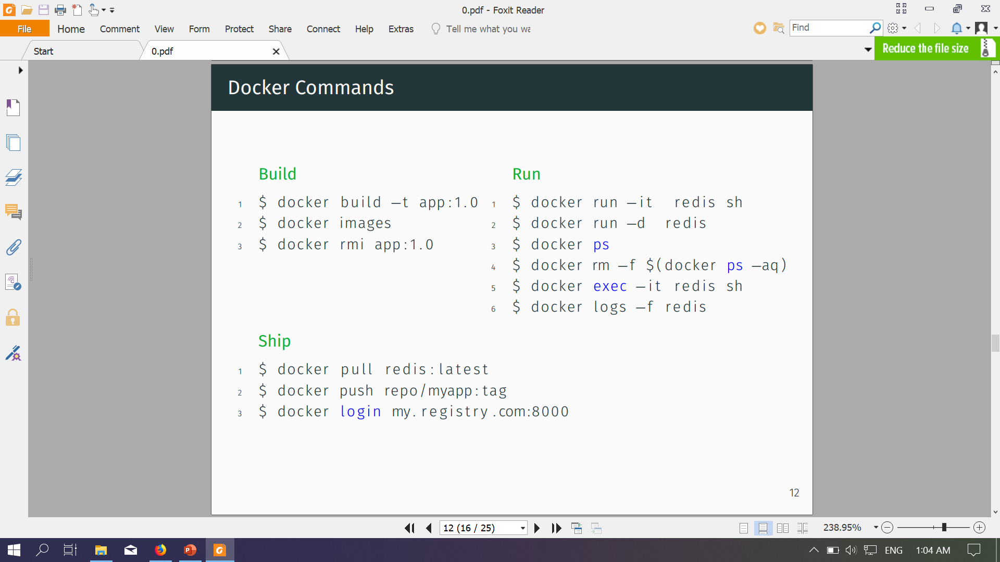 0.pdf - Foxit Reader
File Home Comment View Form Protect Share Connect Help Extras Tell me what you wa Find
Start 0.pdf Reduce the file size
Docker Commands
Build
1 $ docker build –t app:1.0
2 $ docker images
3 $ docker rmi app:1.0
Run
1 $ docker run –it redis sh
2 $ docker run –d redis
3 $ docker ps
4 $ docker rm –f $(docker ps –aq)
5 $ docker exec –it redis sh
6 $ docker logs –f redis
Ship
1 $ docker pull redis:latest
2 $ docker push repo/myapp:tag
3 $ docker login my.registry.com:8000
12
12 (16 / 25) 238.95%
ENG 1:04 AM